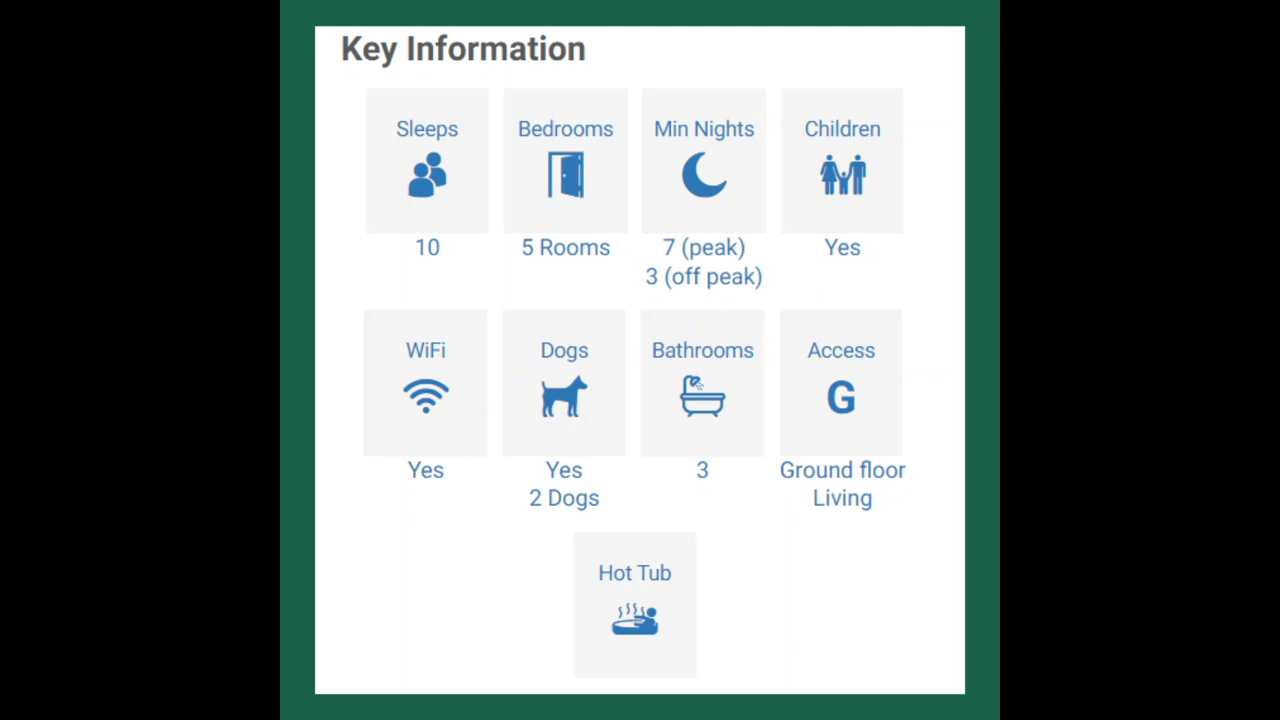 Key Information
Sleeps
Bedrooms
Min Nights
Children
10
5 Rooms
7 (peak)
3 (off peak)
Yes
WiFi
Dogs
Bathrooms
Access
G
Yes
Yes
2 Dogs
3
Ground floor
Living
Hot Tub